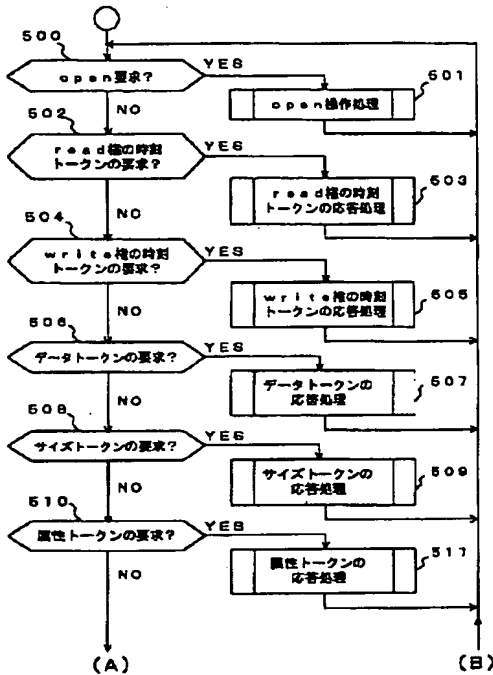 500
open要求?
YES
501
open操作処理
NO
502
read権の時刻
トークンの要求?
YES
503
read権の時刻
トークンの応答処理
NO
504
write権の時刻
トークンの要求?
YES
505
write権の時刻
トークンの応答処理
NO
506
データトークンの要求?
YES
507
データトークンの
応答処理
NO
508
サイズトークンの要求?
YES
509
サイズトークンの
応答処理
NO
510
属性トークンの要求?
YES
511
属性トークンの
応答処理
NO
(A)
(B)